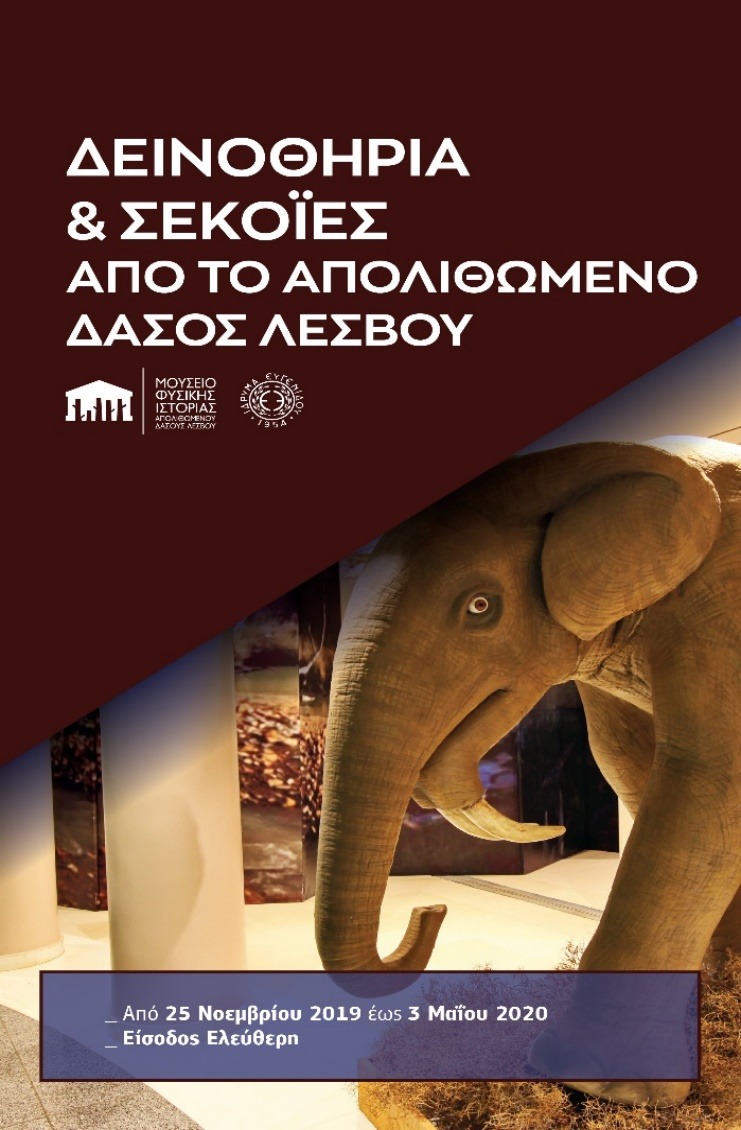 ΔΕΙΝΟΘΗΡΙΑ
& ΣΕΚΟΪΕΣ
ΑΠΟ ΤΟ ΑΠΟΛΙΘΩΜΕΝΟ
ΔΑΣΟΣ ΛΕΣΒΟΥ
ΜΟΥΣΕΙΟ
ΦΥΣΙΚΗΣ
ΙΣΤΟΡΙΑΣ
ΑΠΟΛΙΘΩΜΕΝΟΥ
ΔΑΣΟΥΣ ΛΕΣΒΟΥ
ΙΔΡΥΜΑ ΕΥΓΕΝΙΔΟΥ
1954
_ Από 25 Νοεμβρίου 2019 έως 3 Μαΐου 2020
_ Είσοδος Ελεύθερη